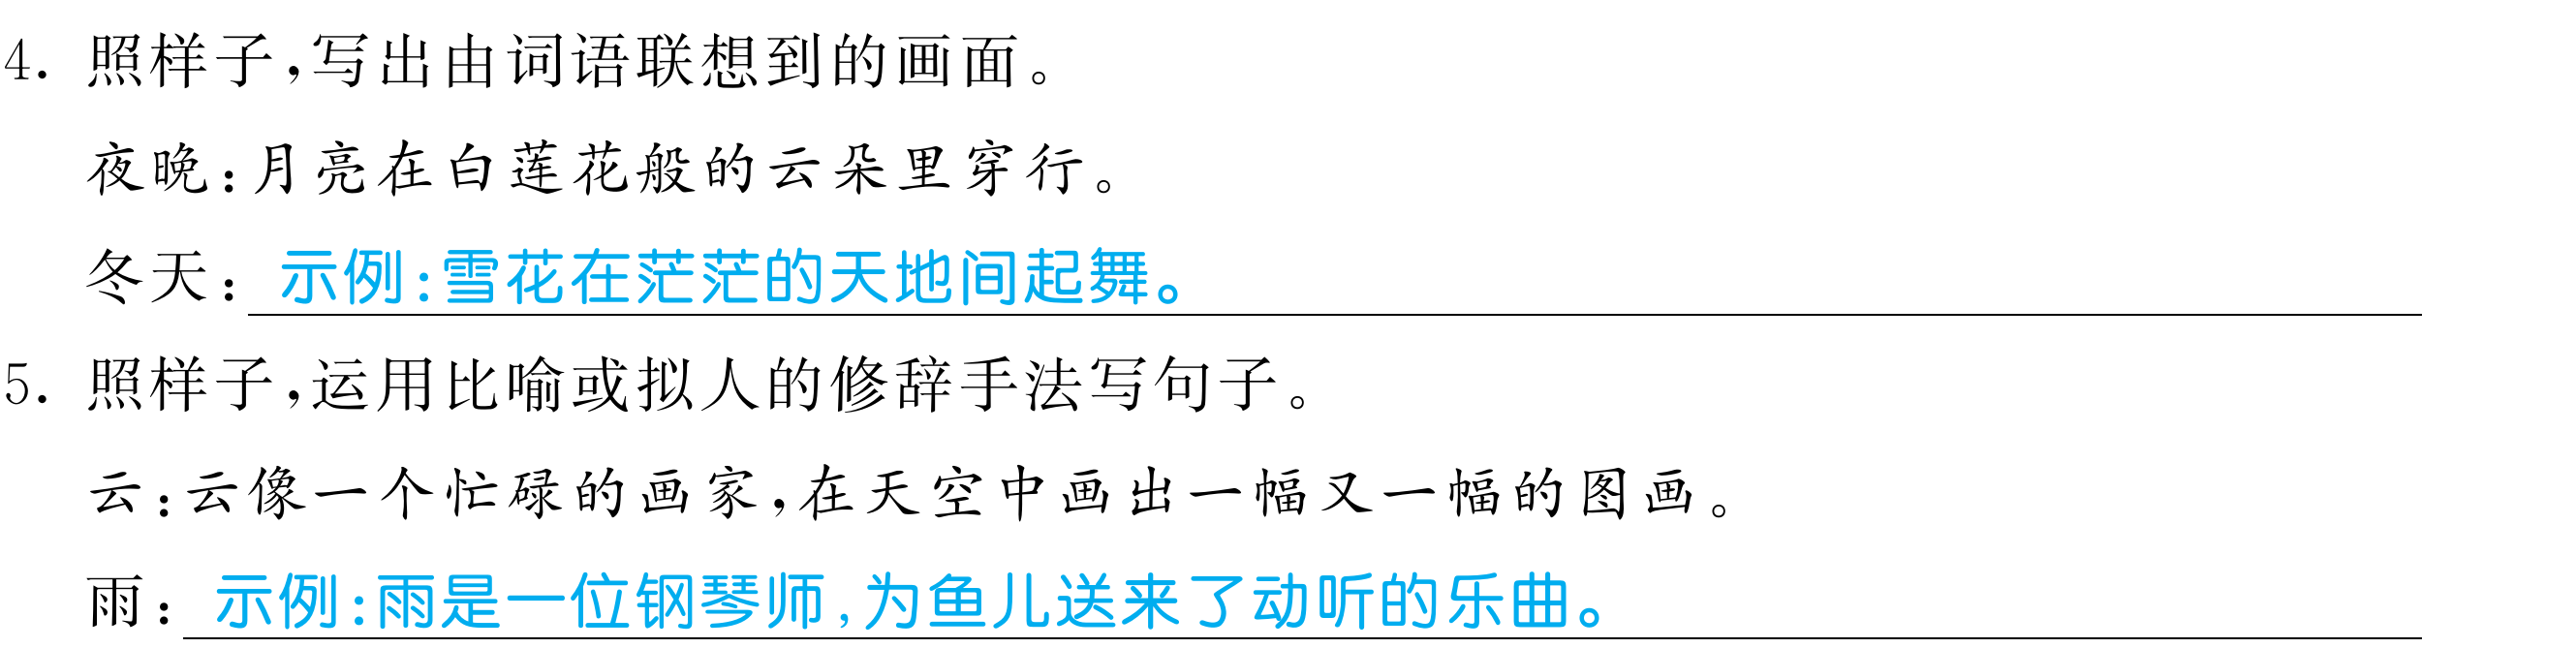 4. 照样子,写出由词语联想到的画面。
夜晚:月亮在白莲花般的云朵里穿行。
冬天: 示例:雪花在茫茫的天地间起舞。
5. 照样子,运用比喻或拟人的修辞手法写句子。
云:云像一个忙碌的画家,在天空中画出一幅又一幅的图画。
雨: 示例:雨是一位钢琴师,为鱼儿送来了动听的乐曲。